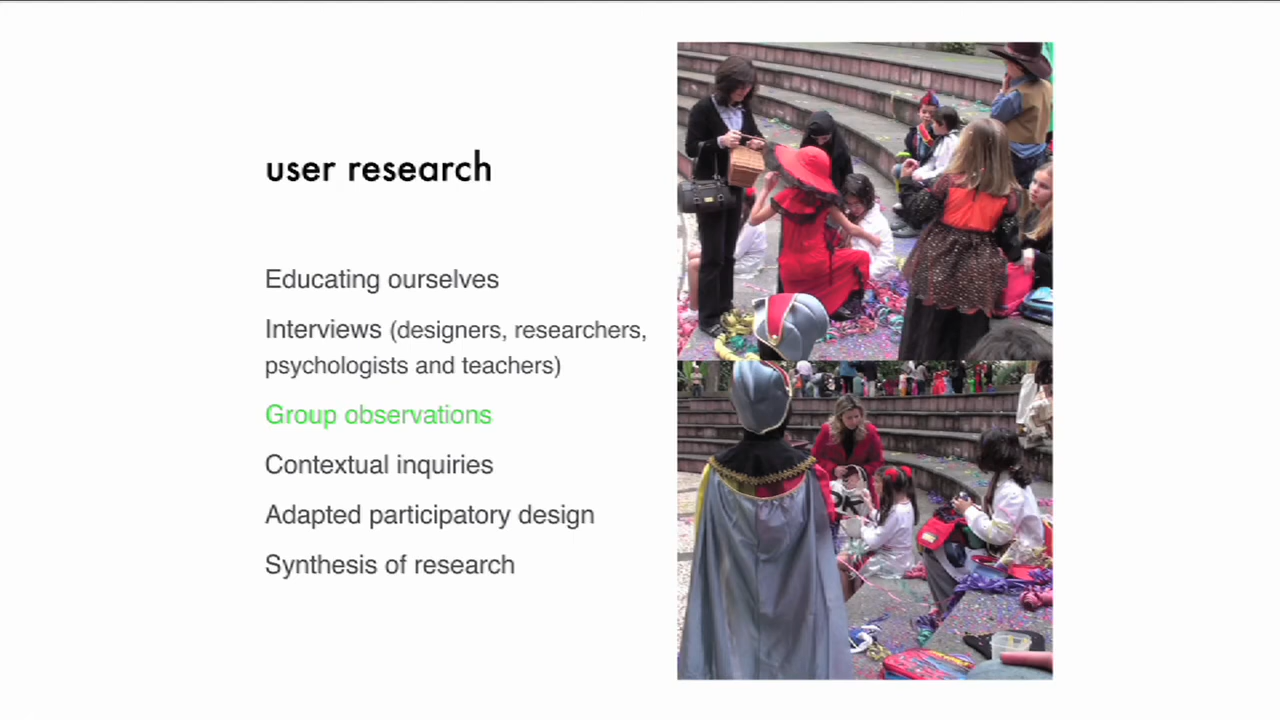 user research
Educating ourselves
Interviews (designers, researchers,
psychologists and teachers)
Group observations
Contextual inquiries
Adapted participatory design
Synthesis of research